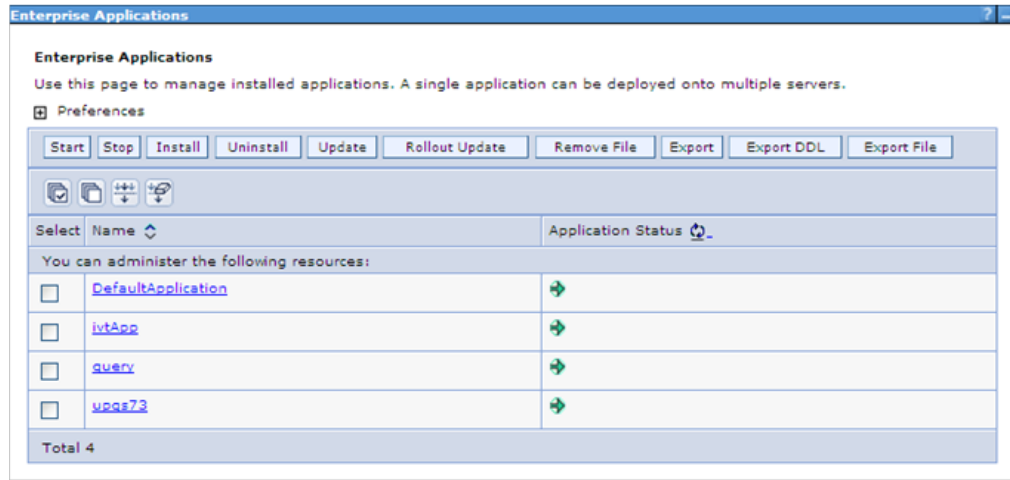 Enterprise Applications ? –
Enterprise Applications
Use this page to manage installed applications. A single application can be deployed onto multiple servers.
Preferences
Start Stop Install Uninstall Update Rollout Update Remove File Export Export DDL Export File
Select Name Application Status
You can administer the following resources:
DefaultApplication
ivtApp
query
upgs73
Total 4